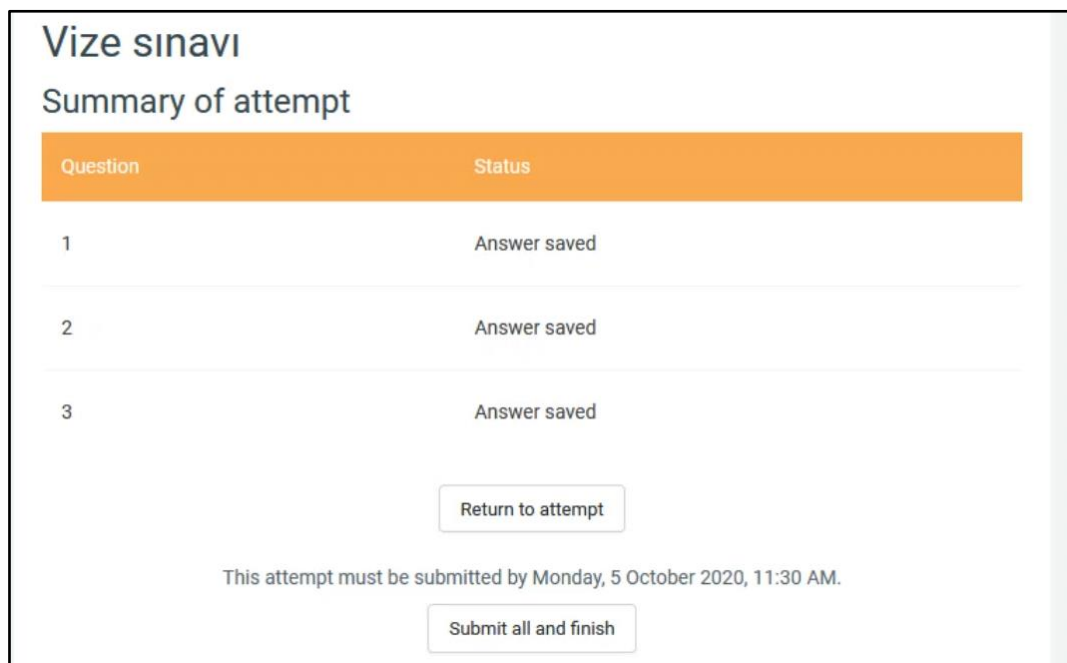 Vize sınavı
Summary of attempt
Question Status
1 Answer saved
2 Answer saved
3 Answer saved
Return to attempt
This attempt must be submitted by Monday, 5 October 2020, 11:30 AM.
Submit all and finish